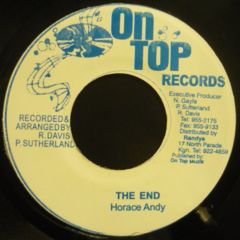 On
TOP
RECORDS
Executive Producer
N. Gayle
P. Sutherland
R. Davis
Tel: 955-2175
Fax: 955-9133
Distributed by
Randys
17 North Parade
Kgn. Tel: 922-4859
Published by:
On Top Muzik
RECORDED &
ARRANGED BY
R. DAVIS
P. SUTHERLAND
THE END
Horace Andy